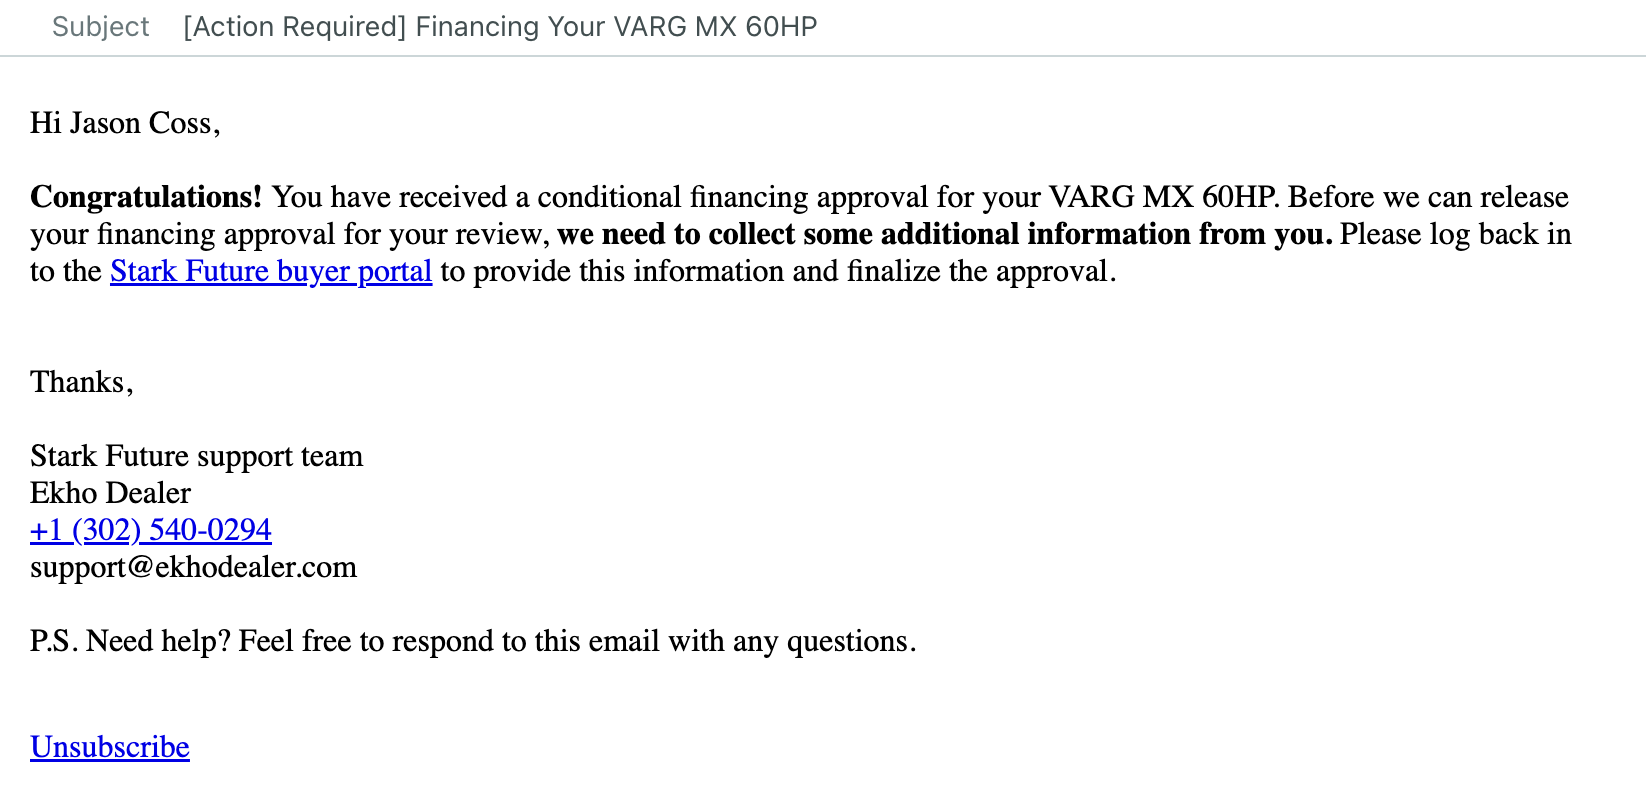 Subject [Action Required] Financing Your VARG MX 60HP
Hi Jason Coss,
Congratulations! You have received a conditional financing approval for your VARG MX 60HP. Before we can release
your financing approval for your review, we need to collect some additional information from you. Please log back in
to the Stark Future buyer portal to provide this information and finalize the approval.
Thanks,
Stark Future support team
Ekho Dealer
+1 (302) 540-0294
support@ekhodealer.com
P.S. Need help? Feel free to respond to this email with any questions.
Unsubscribe